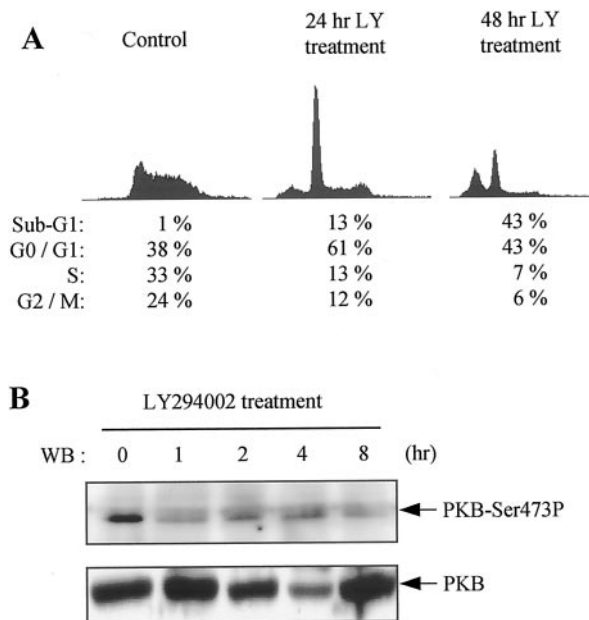 A
Control
24 hr LY
treatment
48 hr LY
treatment
Sub-G1: 1 % 13 % 43 %
G0 / G1: 38 % 61 % 43 %
S: 33 % 13 % 7 %
G2 / M: 24 % 12 % 6 %
B
LY294002 treatment
WB : 0 1 2 4 8 (hr)
PKB-Ser473P
PKB